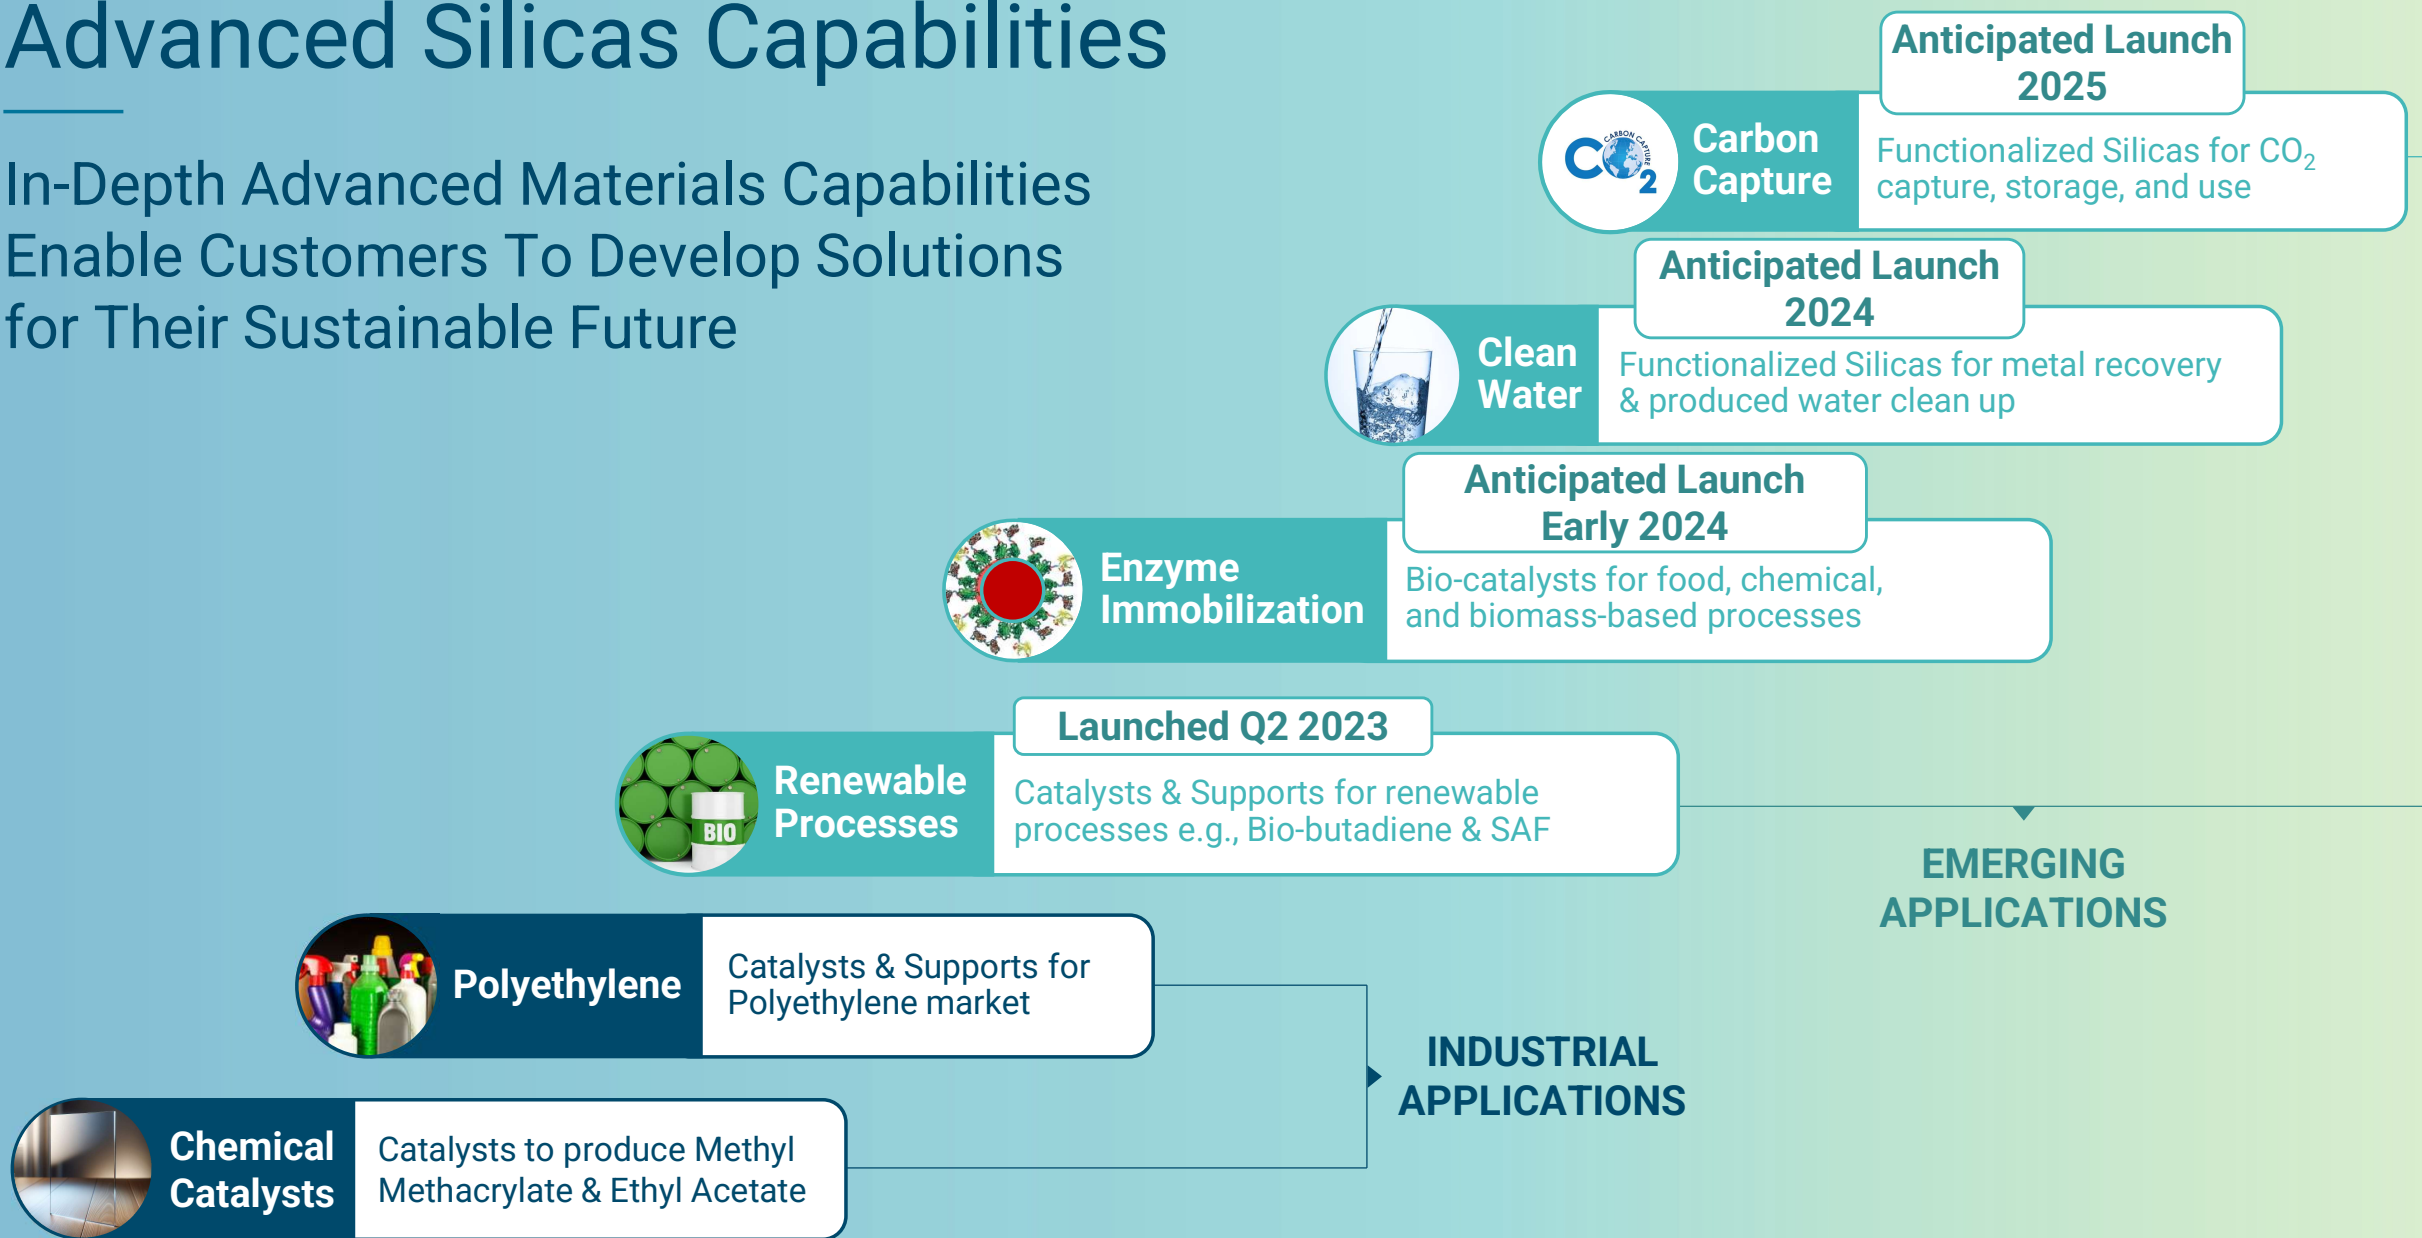 Advanced Silicas Capabilities
In-Depth Advanced Materials Capabilities
Enable Customers To Develop Solutions
for Their Sustainable Future
Anticipated Launch
2025
CARBON CAPTURE
CO2
Carbon
Capture
Functionalized Silicas for CO₂
capture, storage, and use
Anticipated Launch
2024
Clean
Water
Functionalized Silicas for metal recovery
& produced water clean up
Anticipated Launch
Early 2024
Enzyme
Immobilization
Bio-catalysts for food, chemical,
and biomass-based processes
Launched Q2 2023
BIO
Renewable
Processes
Catalysts & Supports for renewable
processes e.g., Bio-butadiene & SAF
EMERGING
APPLICATIONS
Polyethylene
Catalysts & Supports for
Polyethylene market
INDUSTRIAL
APPLICATIONS
Chemical
Catalysts
Catalysts to produce Methyl
Methacrylate & Ethyl Acetate